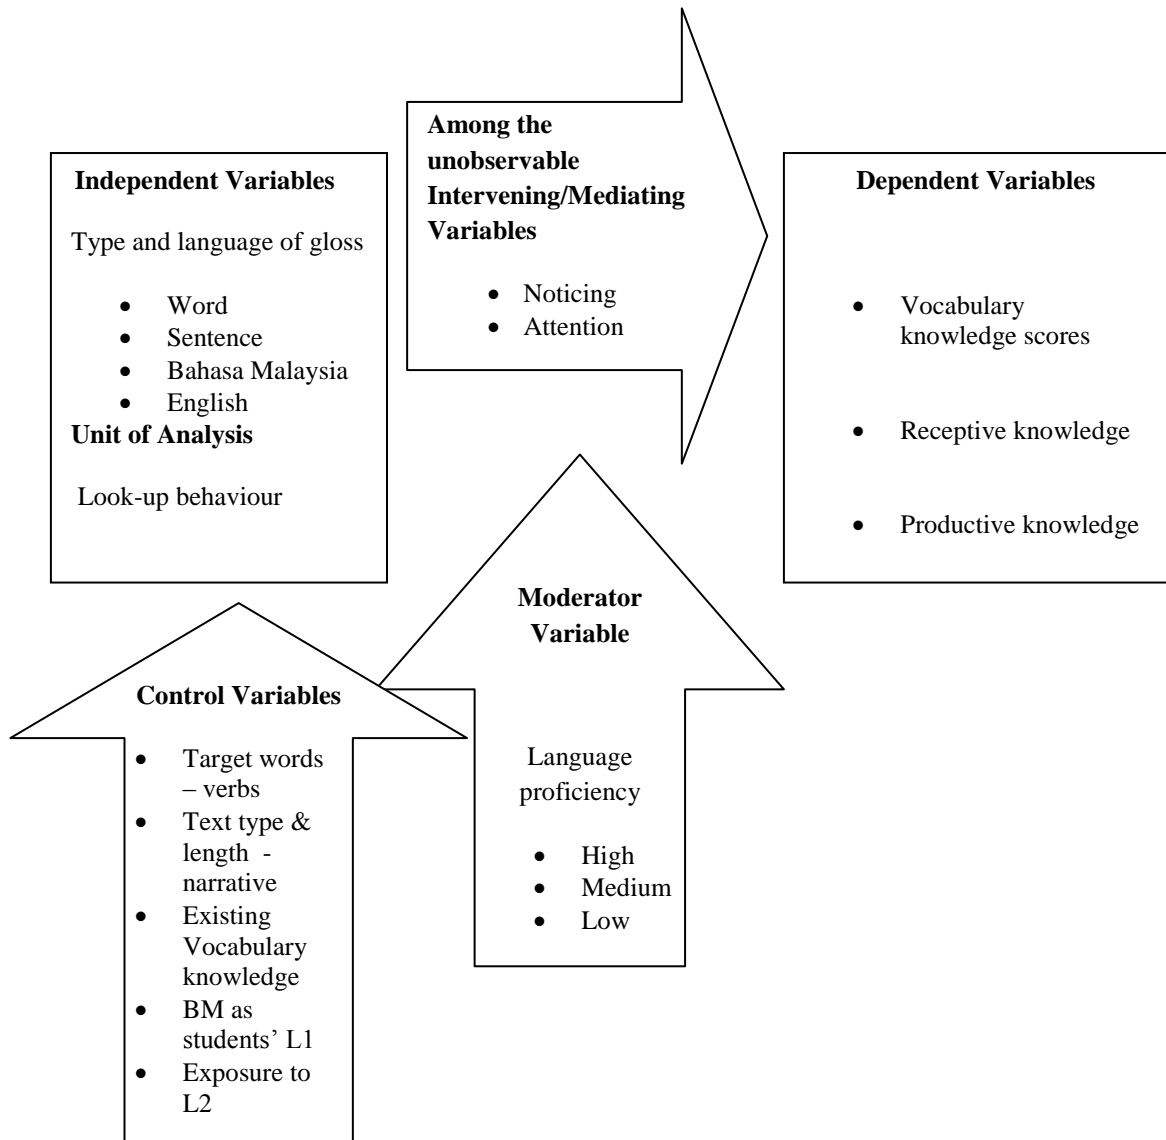 Independent Variables
Type and language of gloss
• Word
• Sentence
• Bahasa Malaysia
• English
Unit of Analysis
Look-up behaviour
Among the
unobservable
Intervening/Mediating
Variables
• Noticing
• Attention
Dependent Variables
• Vocabulary
knowledge scores
• Receptive knowledge
• Productive knowledge
Control Variables
• Target words
– verbs
• Text type &
length -
narrative
• Existing
Vocabulary
knowledge
• BM as
students’ L1
• Exposure to
L2
Moderator
Variable
Language
proficiency
• High
• Medium
• Low